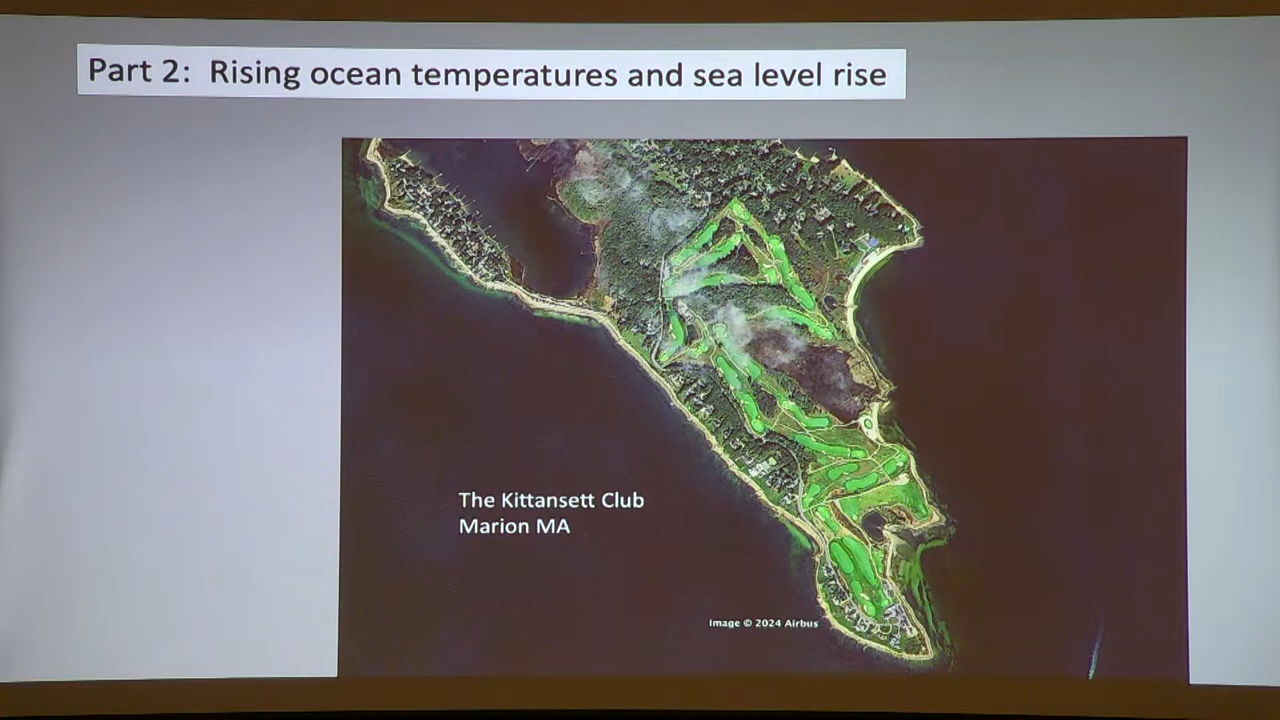 Part 2: Rising ocean temperatures and sea level rise
The Kittansett Club
Marion MA
Image © 2024 Airbus